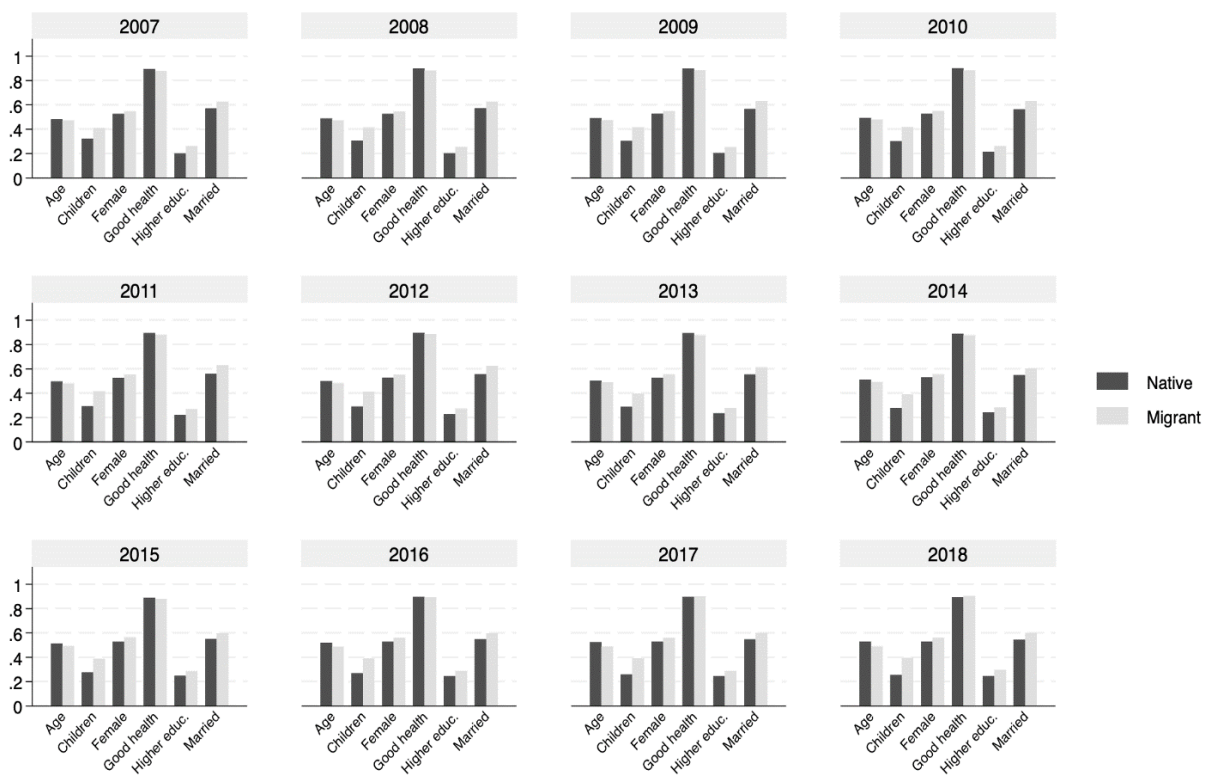 2007 2008 2009 2010
1
.8
.6
.4
.2
0
Age Children Female Good health Higher educ. Married Age Children Female Good health Higher educ. Married Age Children Female Good health Higher educ. Married Age Children Female Good health Higher educ. Married
2011 2012 2013 2014
1
.8
.6
.4
.2
0
Age Children Female Good health Higher educ. Married Age Children Female Good health Higher educ. Married Age Children Female Good health Higher educ. Married Age Children Female Good health Higher educ. Married
Native
Migrant
2015 2016 2017 2018
1
.8
.6
.4
.2
0
Age Children Female Good health Higher educ. Married Age Children Female Good health Higher educ. Married Age Children Female Good health Higher educ. Married Age Children Female Good health Higher educ. Married